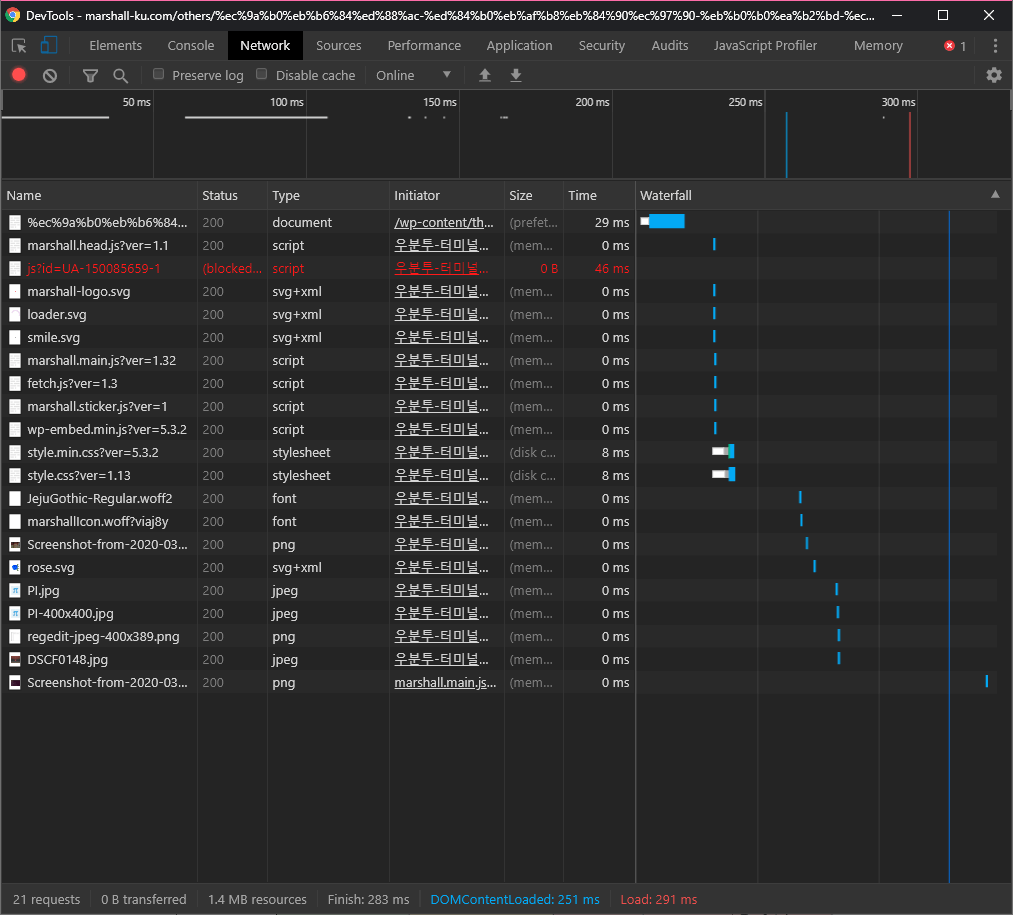 DevTools - marshall-ku.com/others/%ec%9a%b0%eb%b6%84%ed%88%ac-%ed%84%b0%eb%af%b8%eb%84%90%ec%97%90-%eb%b0%b0%ea%b2%bd-%ec...
Elements Console Network Sources Performance Application Security Audits JavaScript Profiler Memory 1
Preserve log Disable cache Online
50 ms 100 ms 150 ms 200 ms 250 ms 300 ms
Name Status Type Initiator Size Time Waterfall
%ec%9a%b0%eb%b6%84... 200 document /wp-content/th... (prefet... 29 ms
marshall.head.js?ver=1.1 200 script 우분투-터미널... (mem... 0 ms
js?id=UA-150085659-1 (blocked... script 우분투-터미널... 0 B 46 ms
marshall-logo.svg 200 svg+xml 우분투-터미널... (mem... 0 ms
loader.svg 200 svg+xml 우분투-터미널... (mem... 0 ms
smile.svg 200 svg+xml 우분투-터미널... (mem... 0 ms
marshall.main.js?ver=1.32 200 script 우분투-터미널... (mem... 0 ms
fetch.js?ver=1.3 200 script 우분투-터미널... (mem... 0 ms
marshall.sticker.js?ver=1 200 script 우분투-터미널... (mem... 0 ms
wp-embed.min.js?ver=5.3.2 200 script 우분투-터미널... (mem... 0 ms
style.min.css?ver=5.3.2 200 stylesheet 우분투-터미널... (disk c... 8 ms
style.css?ver=1.13 200 stylesheet 우분투-터미널... (disk c... 8 ms
JejuGothic-Regular.woff2 200 font 우분투-터미널... (mem... 0 ms
marshallIcon.woff?viaj8y 200 font 우분투-터미널... (mem... 0 ms
Screenshot-from-2020-03... 200 png 우분투-터미널... (mem... 0 ms
rose.svg 200 svg+xml 우분투-터미널... (mem... 0 ms
PI.jpg 200 jpeg 우분투-터미널... (mem... 0 ms
PI-400x400.jpg 200 jpeg 우분투-터미널... (mem... 0 ms
regedit-jpeg-400x389.png 200 png 우분투-터미널... (mem... 0 ms
DSCF0148.jpg 200 jpeg 우분투-터미널... (mem... 0 ms
Screenshot-from-2020-03... 200 png marshall.main.js... (mem... 0 ms
21 requests 0 B transferred 1.4 MB resources Finish: 283 ms DOMContentLoaded: 251 ms Load: 291 ms